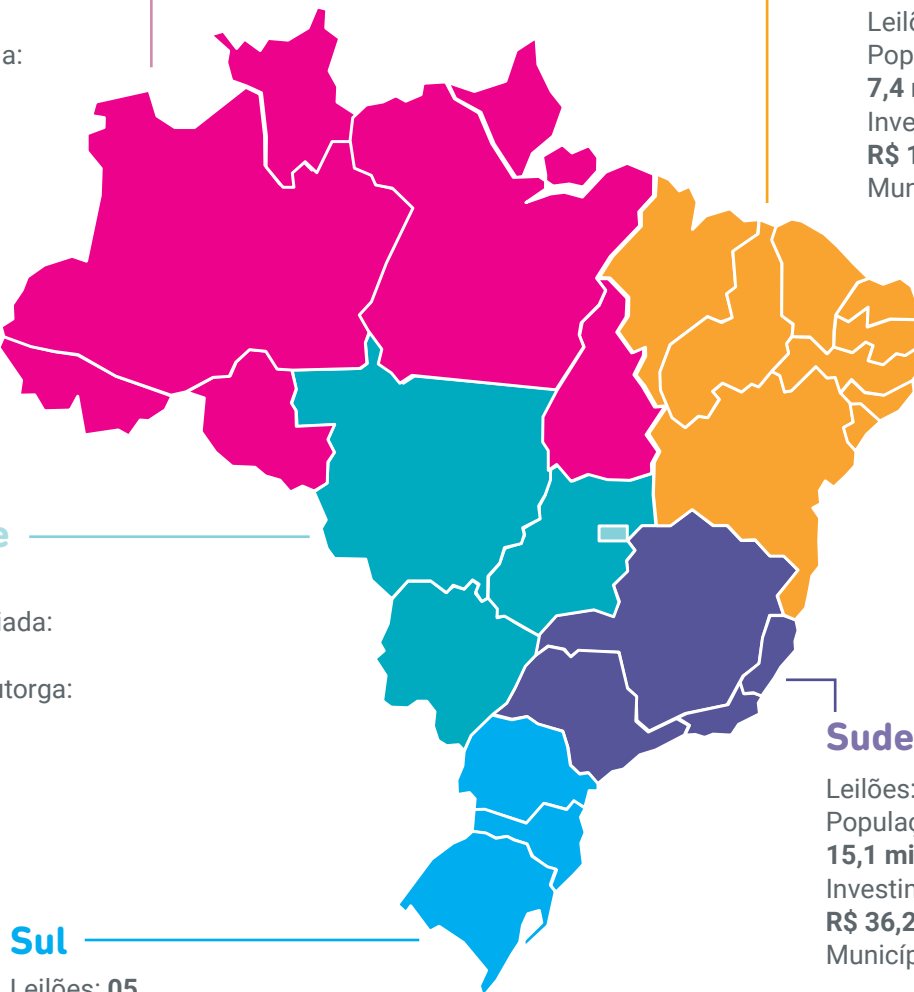 a:
Leilõ
Pop
7,4 m
Inve
R$ 1
Mun
e
iada:
utorga:
Sude
Leilões:
Populaç
15,1 mi
Investin
R$ 36,2
Municíp
Sul
Leilões: 05